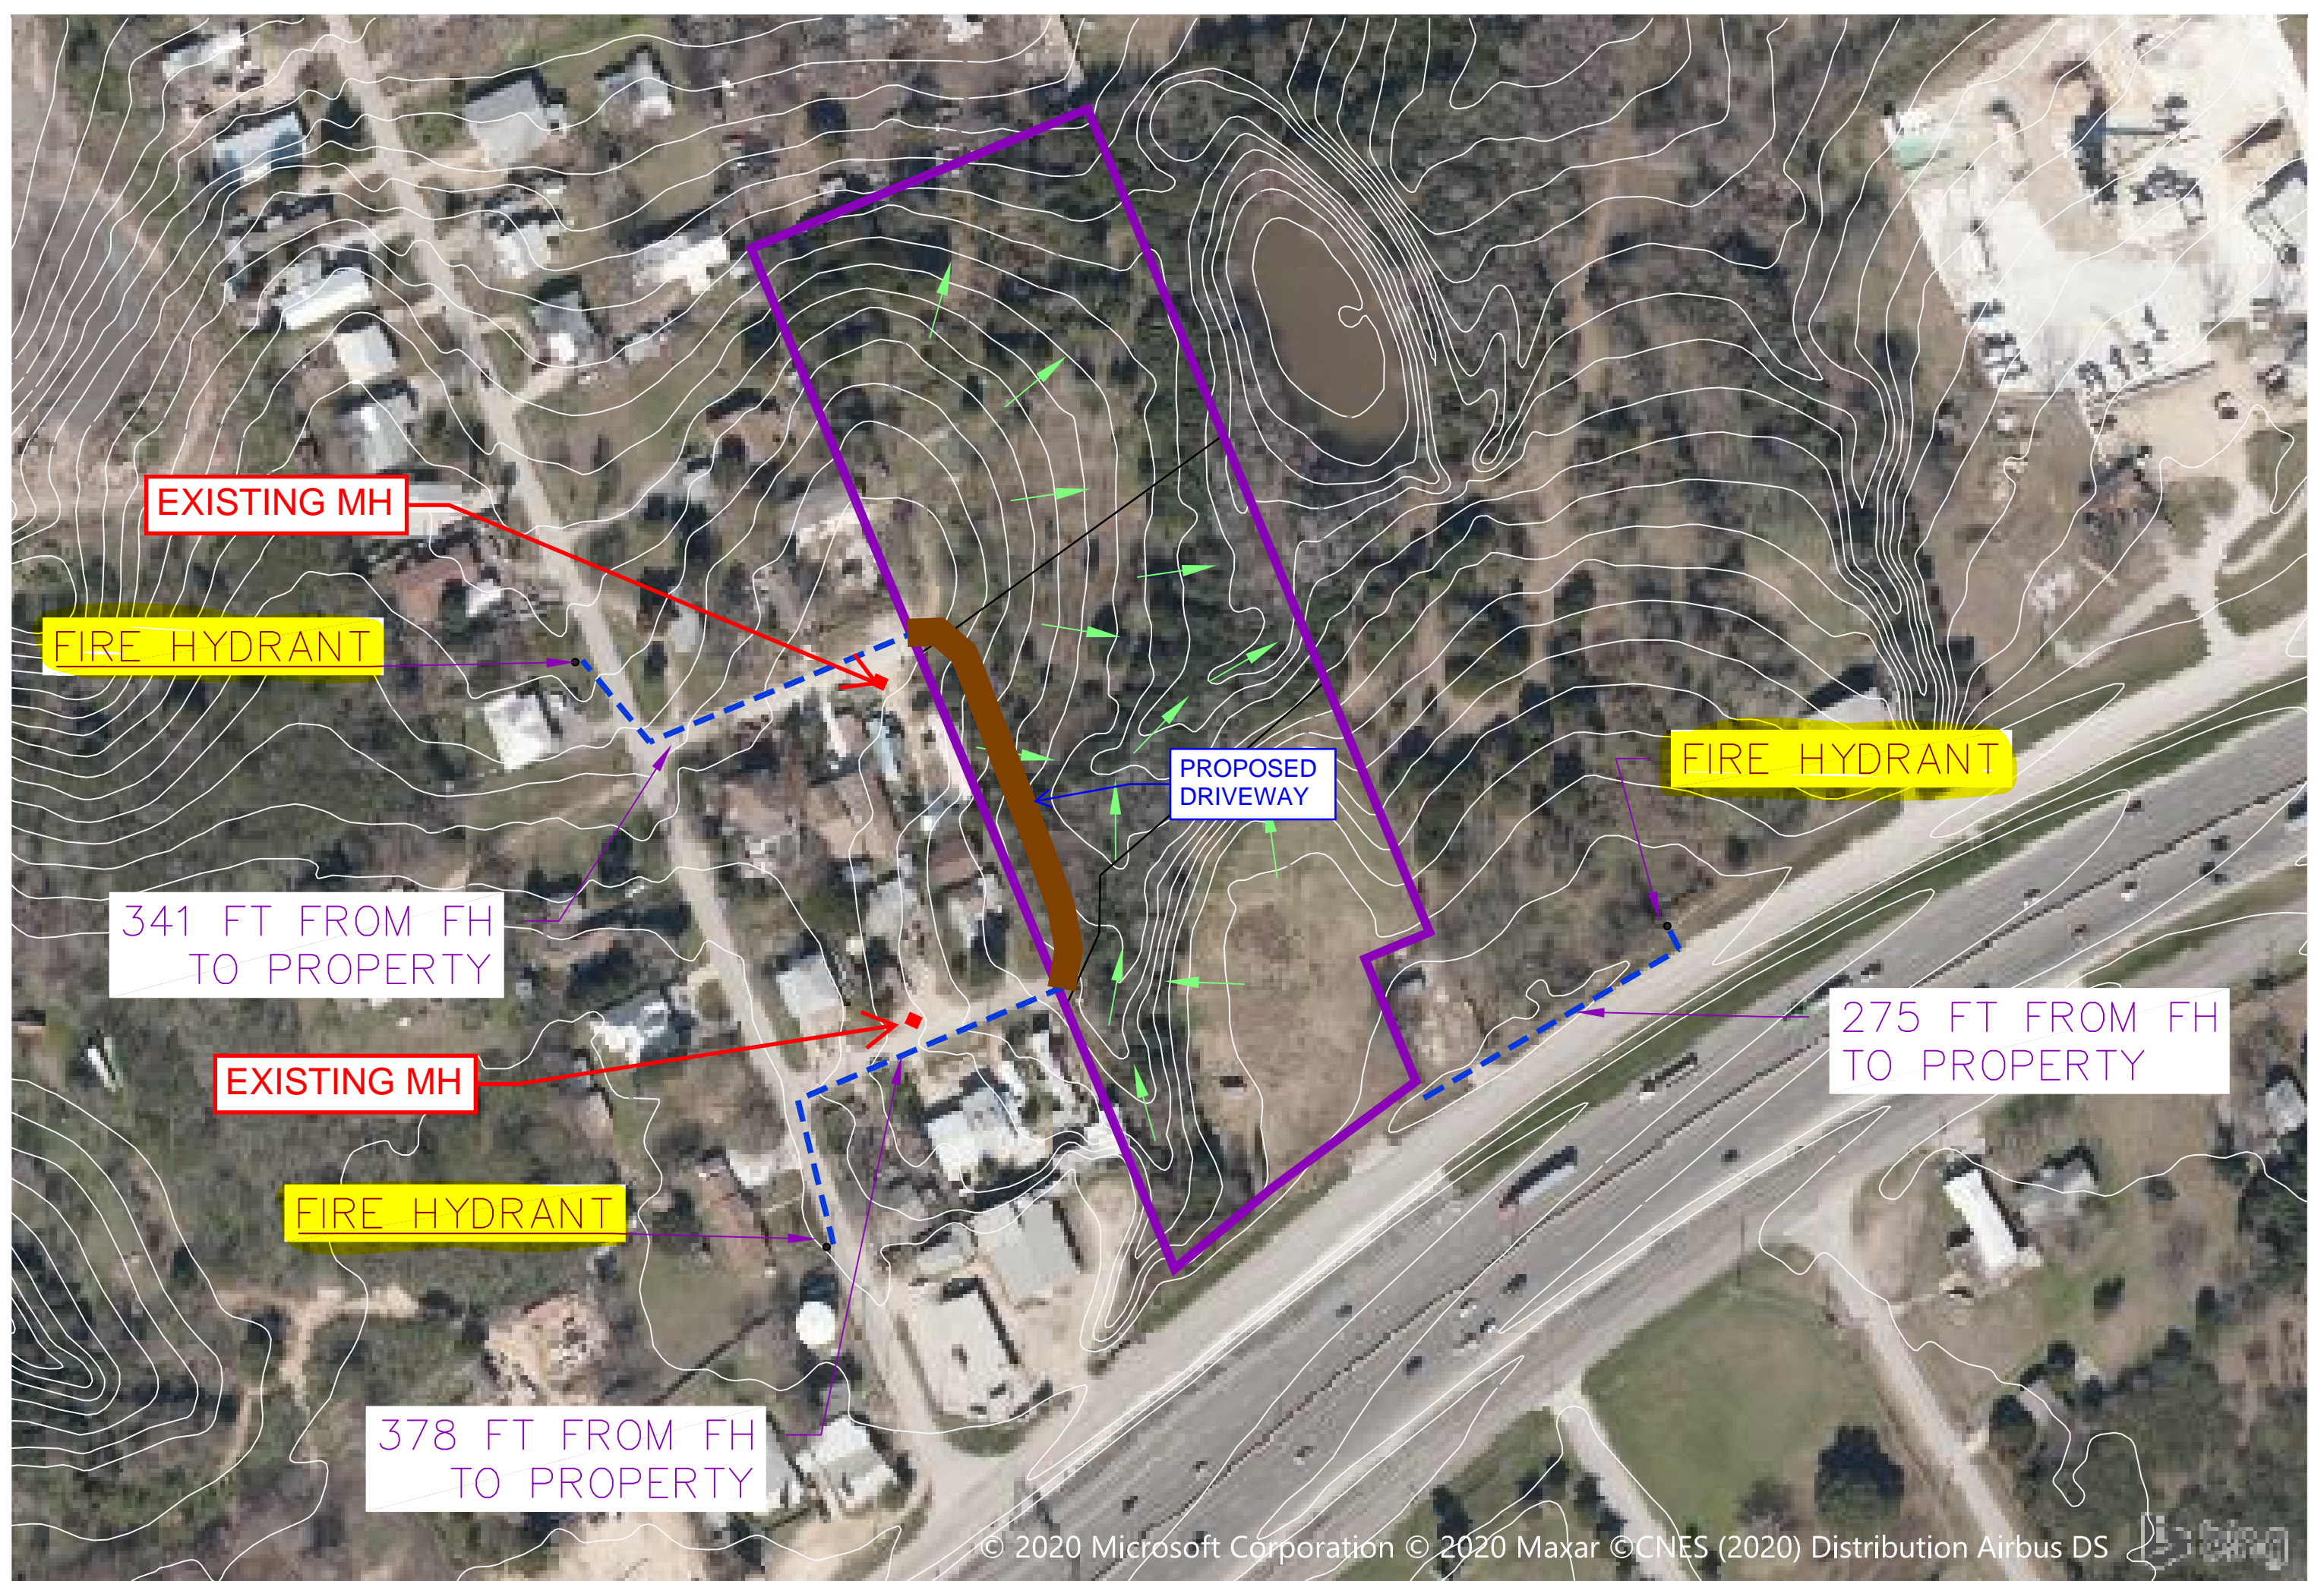 EXISTING MH
FIRE HYDRANT
FIRE HYDRANT
PROPOSED
DRIVEWAY
341 FT FROM FH
TO PROPERTY
275 FT FROM FH
TO PROPERTY
EXISTING MH
FIRE HYDRANT
378 FT FROM FH
TO PROPERTY
© 2020 Microsoft Corporation © 2020 Maxar ©CNES (2020) Distribution Airbus DS
bing